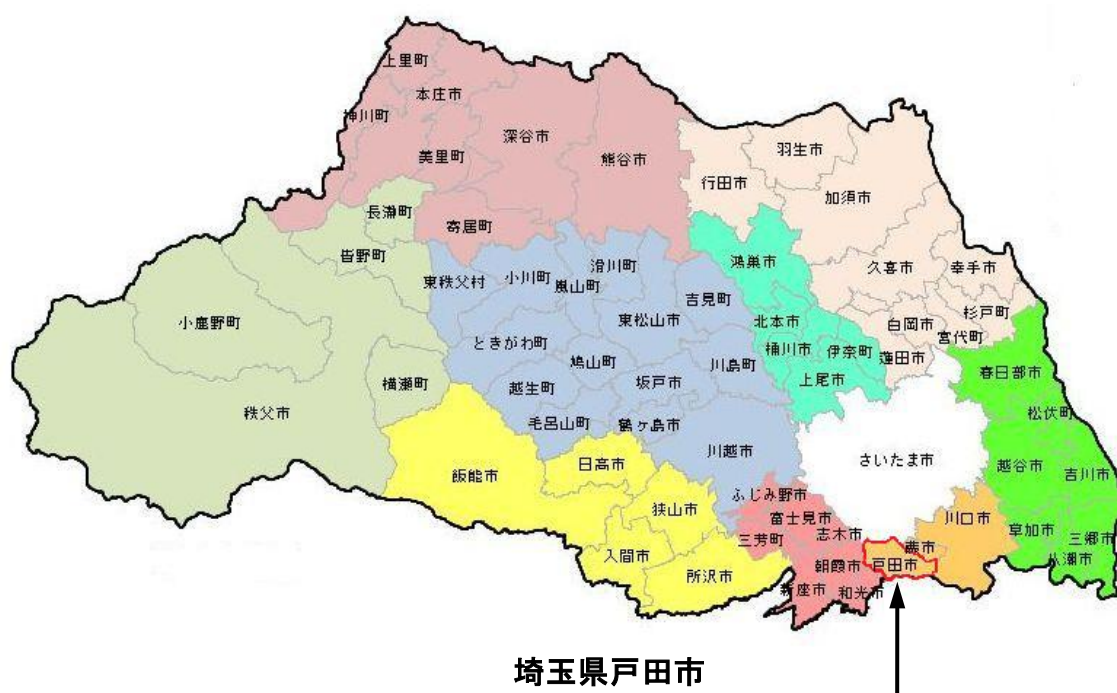 上里町
本庄市
神川町
美里町
深谷市
熊谷市
行田市
羽生市
加須市
長瀞町
寄居町
皆野町
東秩父村
小川町
嵐山町
滑川町
吉見町
鴻巣市
久喜市
幸手市
小鹿野町
ときがわ町
東松山市
北本市
白岡市
杉戸町
宮代町
桶川市
伊奈町
蓮田市
鳩山町
川島町
横瀬町
越生町
坂戸市
上尾市
春日部市
秩父市
毛呂山町
鶴ヶ島市
川越市
さいたま市
松伏町
飯能市
日高市
越谷市
吉川市
ふじみ野市
狭山市
富士見市
川口市
三芳町
志木市
草加市
三郷市
入間市
蕨市
八潮市
所沢市
朝霞市
戸田市
新座市
和光市
埼玉県戸田市